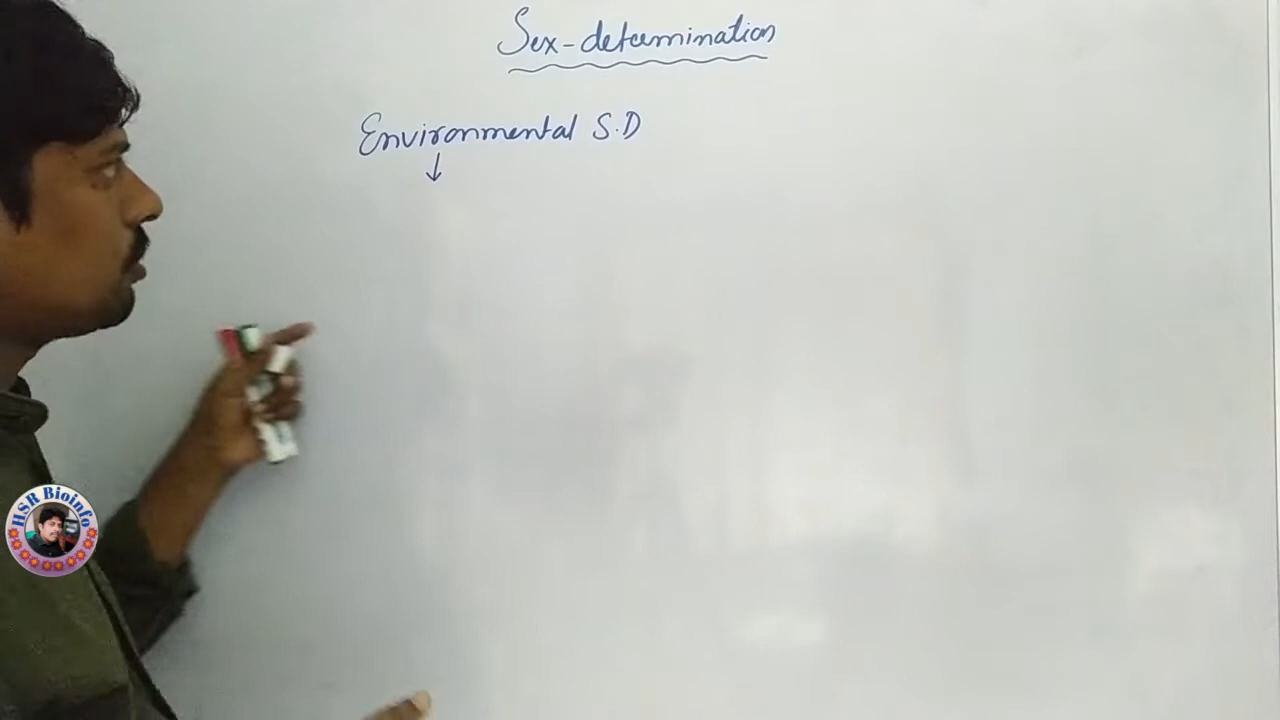 Sex-determination
Environmental S.D
↓
HSR Bioinfo